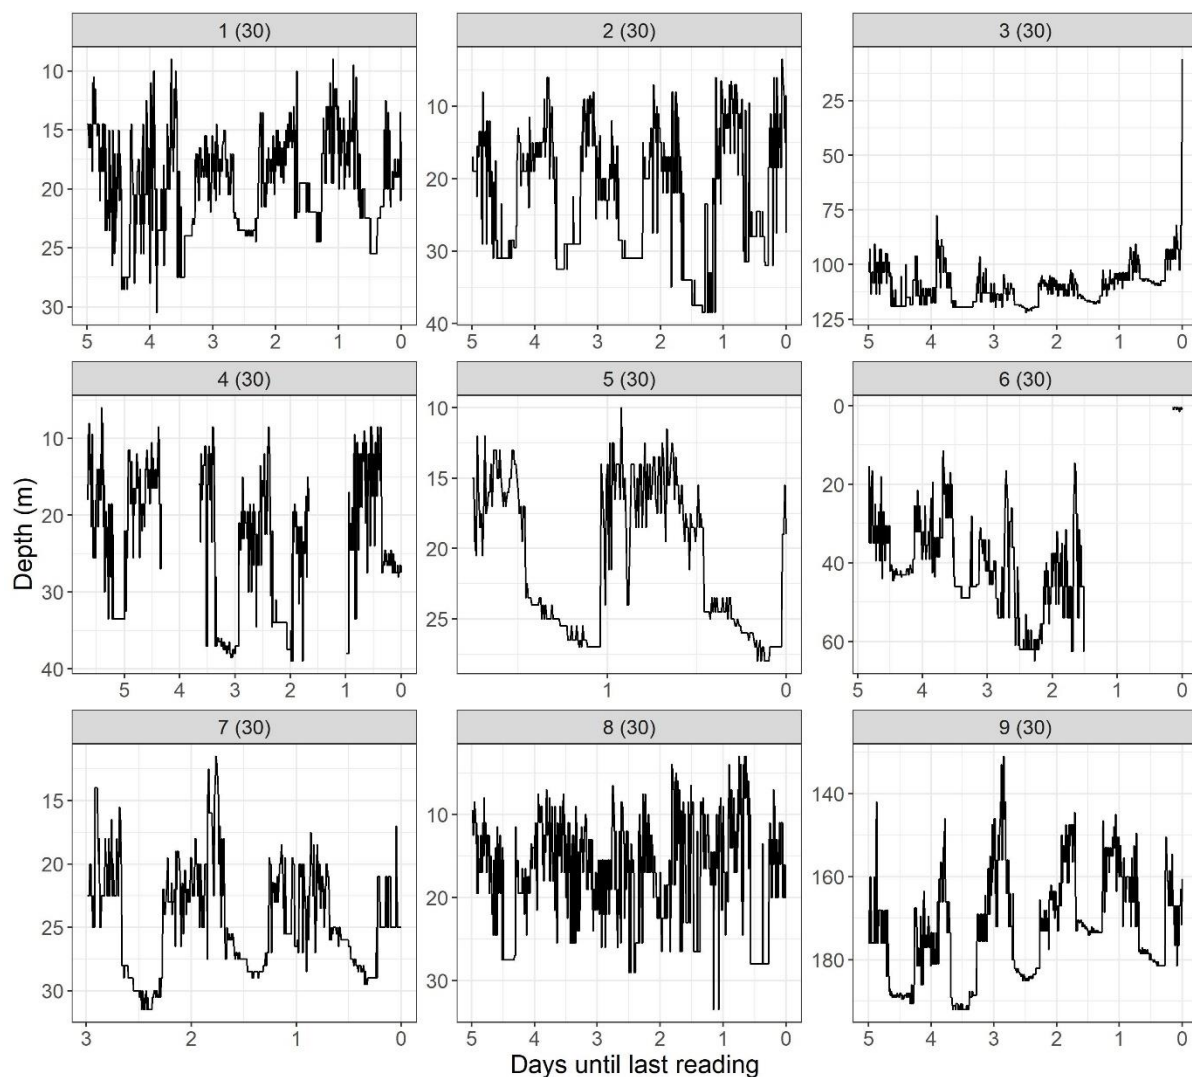 1 (30) 2 (30) 3 (30)
10 15 20 25 30
5 4 3 2 1 0
10 20 30 40
5 4 3 2 1 0
25 50 75 100 125
5 4 3 2 1 0
4 (30) 5 (30) 6 (30)
Depth (m)
10 20 30 40
5 4 3 2 1 0
10 15 20 25
1 0
0 20 40 60
5 4 3 2 1 0
7 (30) 8 (30) 9 (30)
15 20 25 30
3 2 1 0
10 20 30
5 4 3 2 1 0
140 160 180
5 4 3 2 1 0
Days until last reading